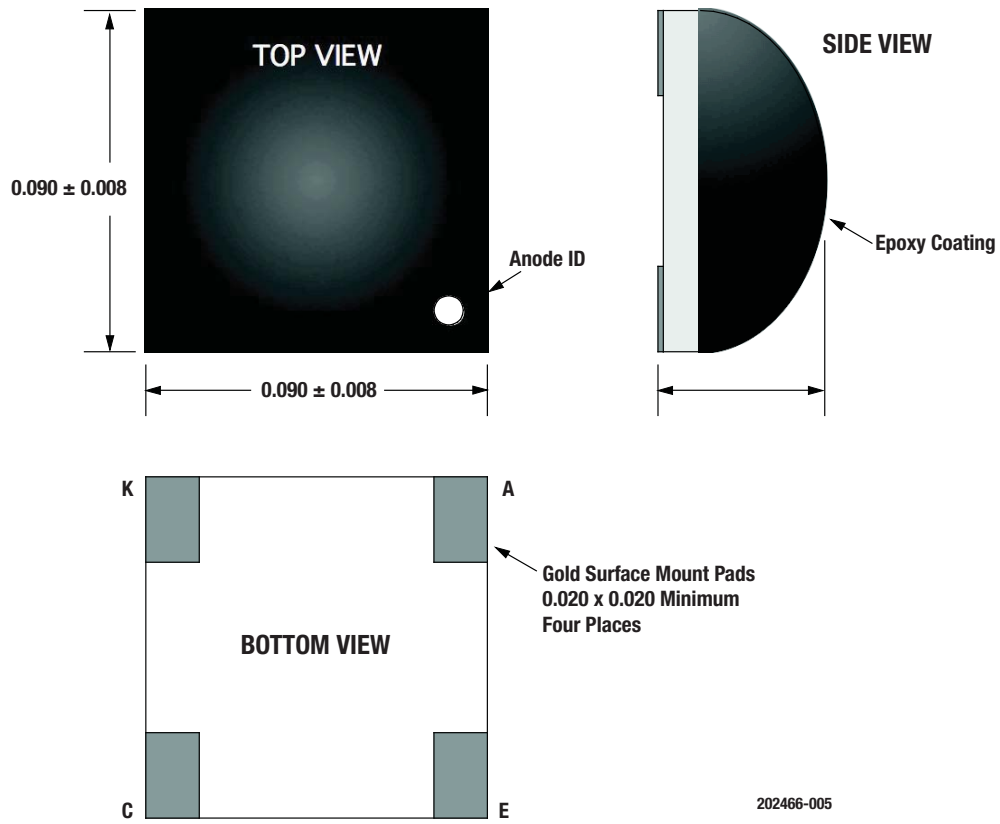 TOP VIEW
SIDE VIEW
0.090 ± 0.008
Epoxy Coating
Anode ID
0.090 ± 0.008
K
A
Gold Surface Mount Pads
0.020 x 0.020 Minimum
Four Places
BOTTOM VIEW
C
E
202466-005